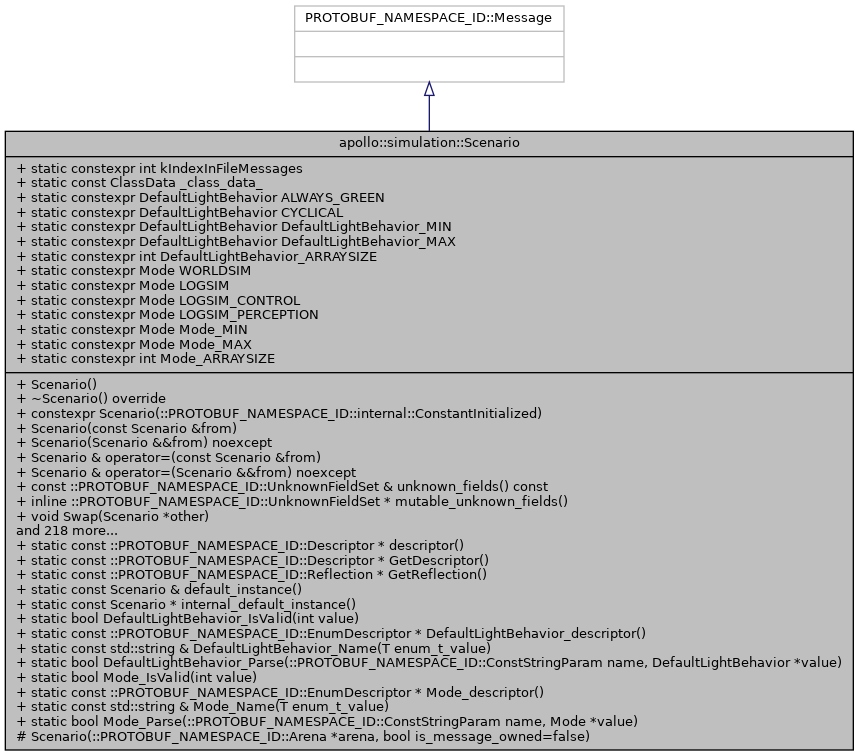 PROTOBUF_NAMESPACE_ID::Message
apollo::simulation::Scenario
+ static constexpr int kIndexInFileMessages
+ static const ClassData _class_data_
+ static constexpr DefaultLightBehavior ALWAYS_GREEN
+ static constexpr DefaultLightBehavior CYCLICAL
+ static constexpr DefaultLightBehavior DefaultLightBehavior_MIN
+ static constexpr DefaultLightBehavior DefaultLightBehavior_MAX
+ static constexpr int DefaultLightBehavior_ARRAYSIZE
+ static constexpr Mode WORLDSIM
+ static constexpr Mode LOGSIM
+ static constexpr Mode LOGSIM_CONTROL
+ static constexpr Mode LOGSIM_PERCEPTION
+ static constexpr Mode Mode_MIN
+ static constexpr Mode Mode_MAX
+ static constexpr int Mode_ARRAYSIZE
+ Scenario()
+ ~Scenario() override
+ constexpr Scenario(::PROTOBUF_NAMESPACE_ID::internal::ConstantInitialized)
+ Scenario(const Scenario &from)
+ Scenario(Scenario &&from) noexcept
+ Scenario & operator=(const Scenario &from)
+ Scenario & operator=(Scenario &&from) noexcept
+ const ::PROTOBUF_NAMESPACE_ID::UnknownFieldSet & unknown_fields() const
+ inline ::PROTOBUF_NAMESPACE_ID::UnknownFieldSet * mutable_unknown_fields()
+ void Swap(Scenario *other)
and 218 more...
+ static const ::PROTOBUF_NAMESPACE_ID::Descriptor * descriptor()
+ static const ::PROTOBUF_NAMESPACE_ID::Descriptor * GetDescriptor()
+ static const ::PROTOBUF_NAMESPACE_ID::Reflection * GetReflection()
+ static const Scenario & default_instance()
+ static const Scenario * internal_default_instance()
+ static bool DefaultLightBehavior_IsValid(int value)
+ static const ::PROTOBUF_NAMESPACE_ID::EnumDescriptor * DefaultLightBehavior_descriptor()
+ static const std::string & DefaultLightBehavior_Name(T enum_t_value)
+ static bool DefaultLightBehavior_Parse(::PROTOBUF_NAMESPACE_ID::ConstStringParam name, DefaultLightBehavior *value)
+ static bool Mode_IsValid(int value)
+ static const ::PROTOBUF_NAMESPACE_ID::EnumDescriptor * Mode_descriptor()
+ static const std::string & Mode_Name(T enum_t_value)
+ static bool Mode_Parse(::PROTOBUF_NAMESPACE_ID::ConstStringParam name, Mode *value)
# Scenario(::PROTOBUF_NAMESPACE_ID::Arena *arena, bool is_message_owned=false)